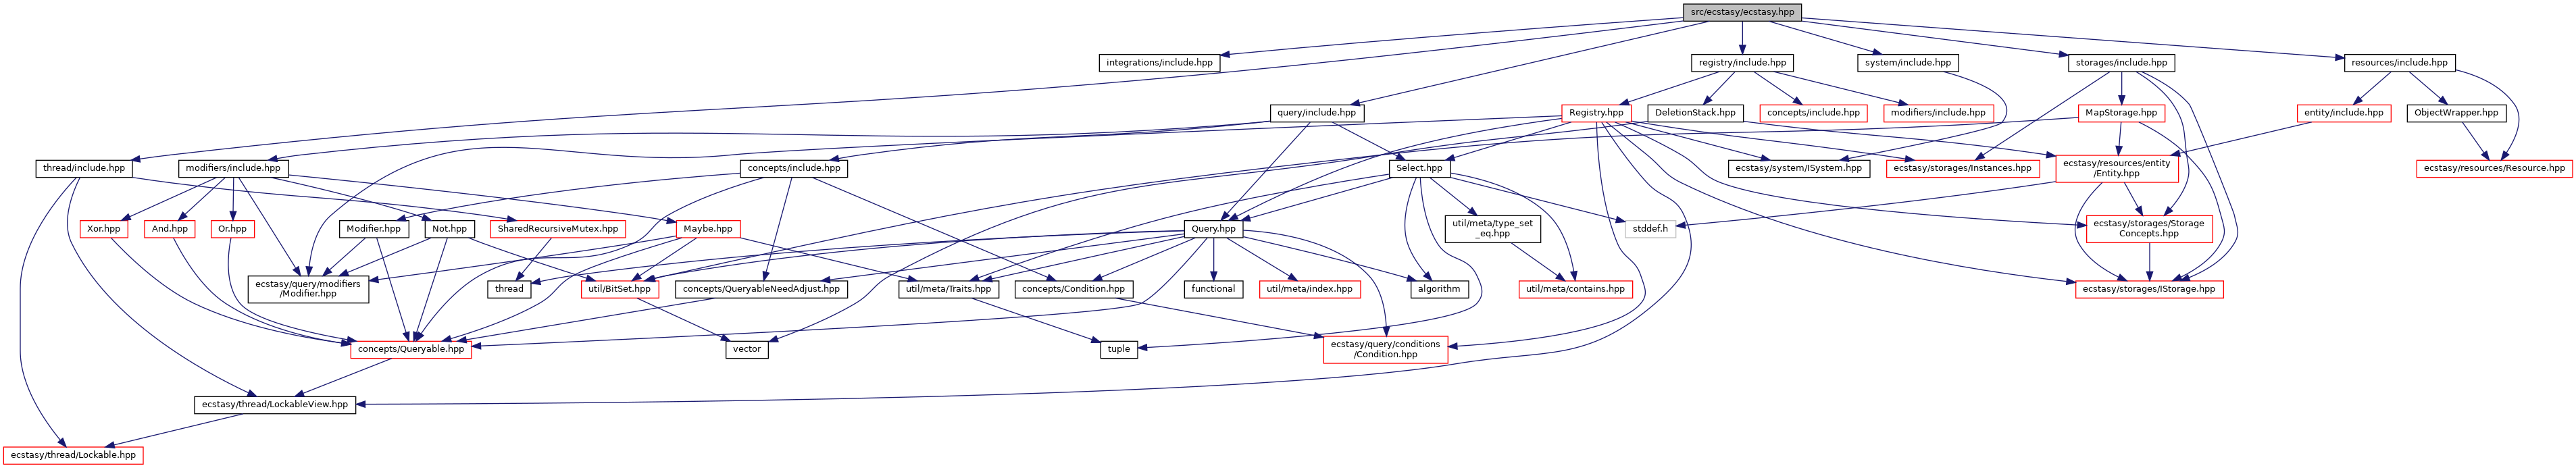 src/ecstasy/ecstasy.hpp
integrations/include.hpp
registry/include.hpp
system/include.hpp
storages/include.hpp
resources/include.hpp
query/include.hpp
Registry.hpp
DeletionStack.hpp
concepts/include.hpp
modifiers/include.hpp
MapStorage.hpp
entity/include.hpp
ObjectWrapper.hpp
thread/include.hpp
modifiers/include.hpp
concepts/include.hpp
Select.hpp
ecstasy/system/ISystem.hpp
ecstasy/storages/Instances.hpp
ecstasy/resources/entity
/Entity.hpp
ecstasy/resources/Resource.hpp
Xor.hpp
And.hpp
Or.hpp
Modifier.hpp
Not.hpp
SharedRecursiveMutex.hpp
Maybe.hpp
Query.hpp
util/meta/type_set
_eq.hpp
stddef.h
ecstasy/storages/Storage
Concepts.hpp
ecstasy/query/modifiers
/Modifier.hpp
thread
util/BitSet.hpp
concepts/QueryableNeedAdjust.hpp
util/meta/Traits.hpp
concepts/Condition.hpp
functional
util/meta/index.hpp
algorithm
util/meta/contains.hpp
ecstasy/storages/IStorage.hpp
concepts/Queryable.hpp
vector
tuple
ecstasy/query/conditions
/Condition.hpp
ecstasy/thread/LockableView.hpp
ecstasy/thread/Lockable.hpp